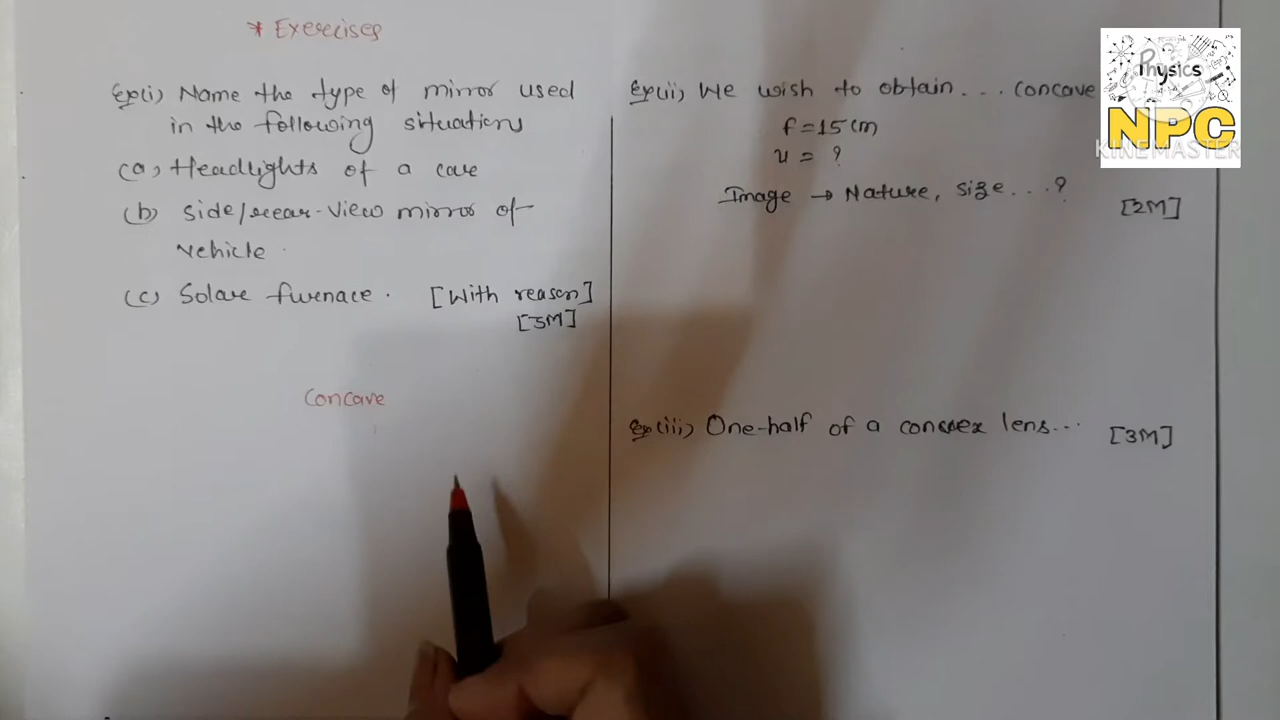 * Exercises
Ex(i) Name the type of mirror used
in the following situations
(a) Headlights of a car
(b) side/rear-view mirror of
vehicle.
(c) Solar furnace. [With reason]
[3M]
Concave
Ex(ii) We wish to obtain... concave
f = 15 cm
u = ?
Image → Nature, size...?
[2M]
Ex(iii) One-half of a convex lens...
[3M]
Physics
NPC
KINEMASTER